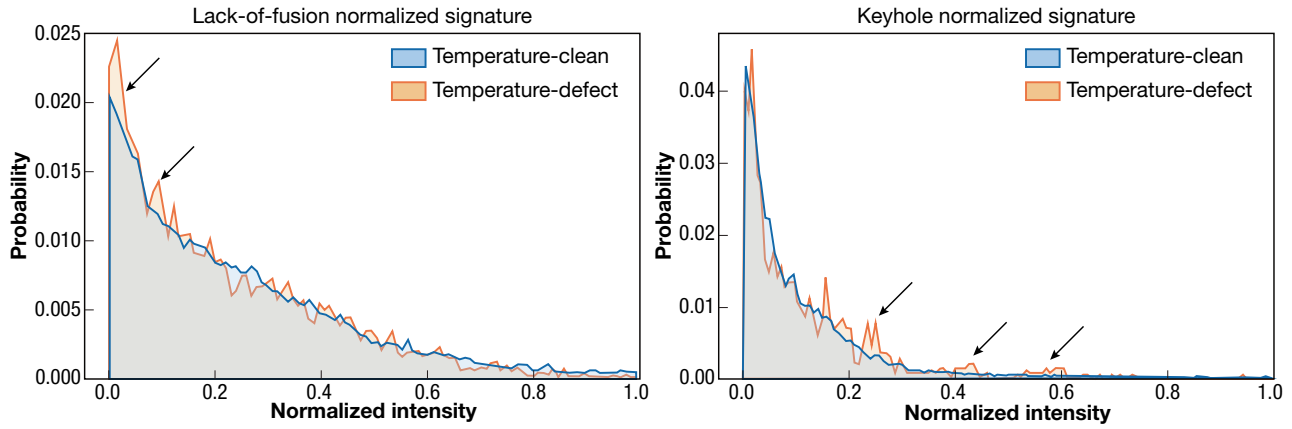 Lack-of-fusion normalized signature
0.025
0.020
0.015
0.010
0.005
0.000
Probability
Temperature-clean
Temperature-defect
0.0 0.2 0.4 0.6 0.8 1.0
Normalized intensity
Keyhole normalized signature
0.04
0.03
0.02
0.01
0.00
Probability
Temperature-clean
Temperature-defect
0.0 0.2 0.4 0.6 0.8 1.0
Normalized intensity